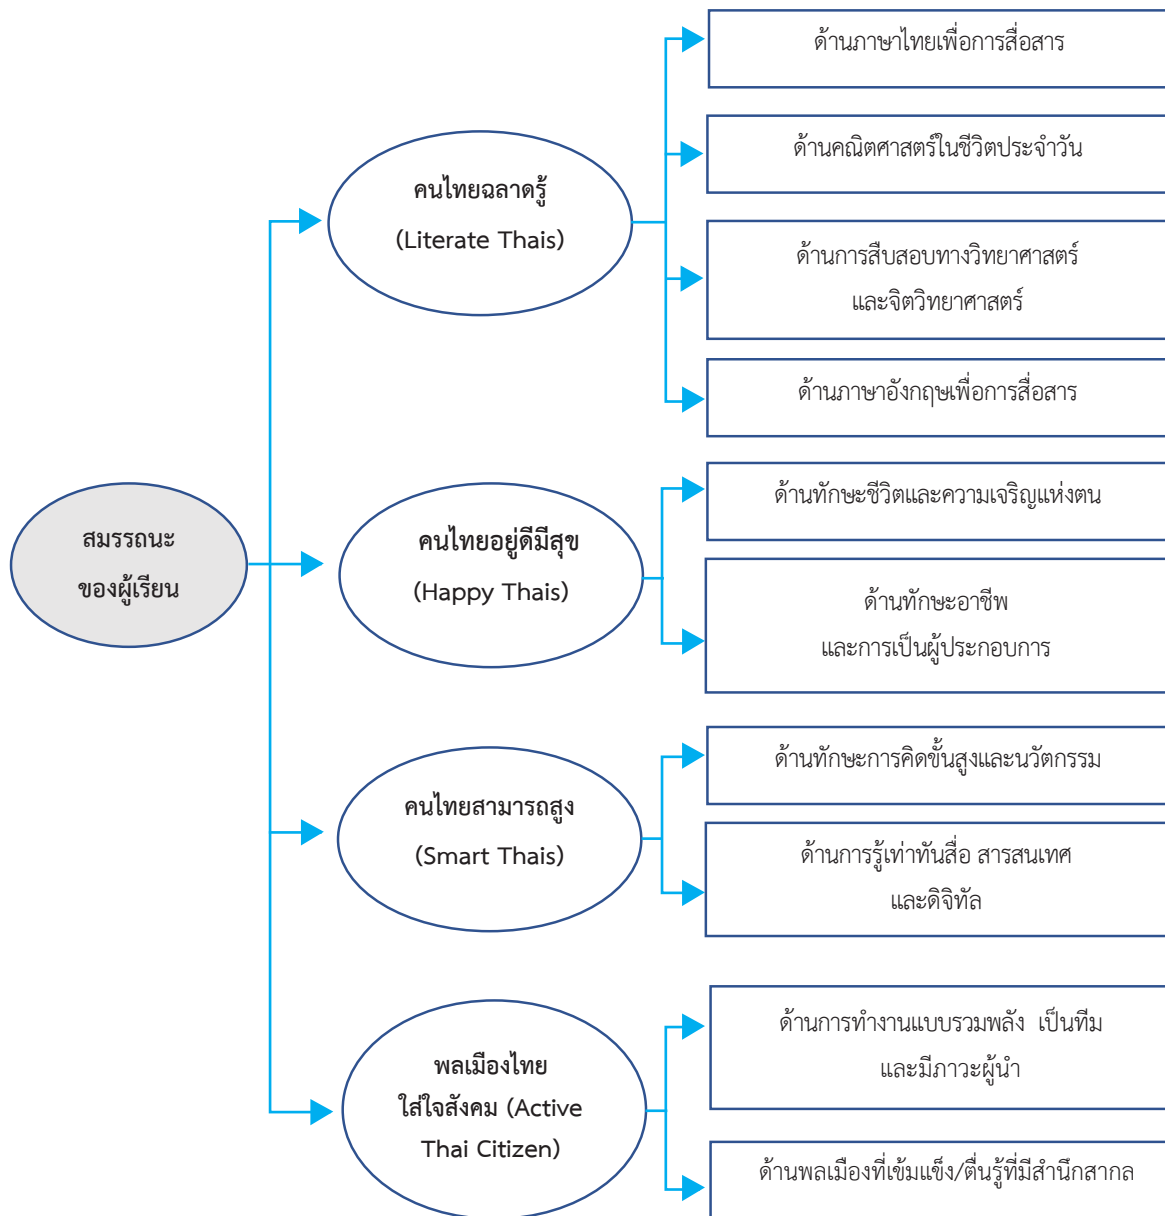 สมรรถนะ
ของผู้เรียน
คนไทยฉลาดรู้
(Literate Thais)
ด้านภาษาไทยเพื่อการสื่อสาร
ด้านคณิตศาสตร์ในชีวิตประจำวัน
ด้านการสืบสอบทางวิทยาศาสตร์
และจิตวิทยาศาสตร์
ด้านภาษาอังกฤษเพื่อการสื่อสาร
คนไทยอยู่ดีมีสุข
(Happy Thais)
ด้านทักษะชีวิตและความเจริญแห่งตน
ด้านทักษะอาชีพ
และการเป็นผู้ประกอบการ
คนไทยสามารถสูง
(Smart Thais)
ด้านทักษะการคิดขั้นสูงและนวัตกรรม
ด้านการรู้เท่าทันสื่อ สารสนเทศ
และดิจิทัล
พลเมืองไทย
ใส่ใจสังคม (Active
Thai Citizen)
ด้านการทำงานแบบรวมพลัง เป็นทีม
และมีภาวะผู้นำ
ด้านพลเมืองที่เข้มแข็ง/ตื่นรู้ที่มีสำนึกสากล